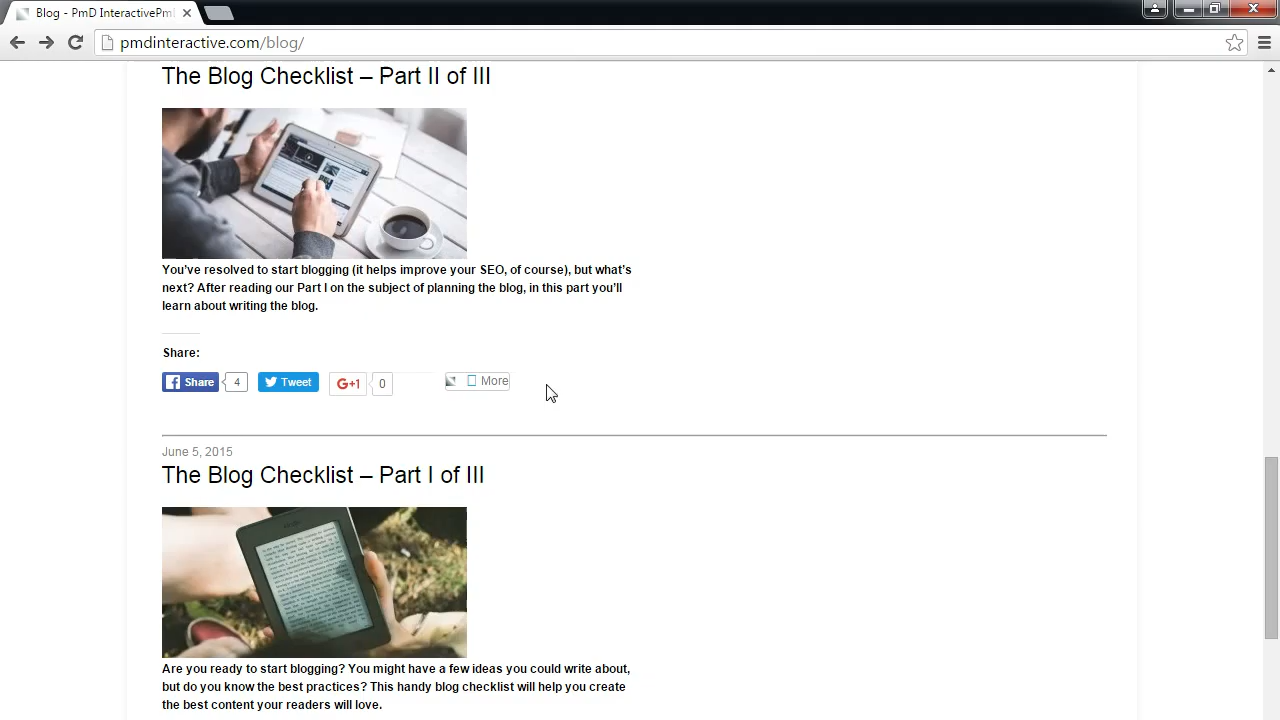 Blog - PmD InteractivePm
pmdinteractive.com/blog/
The Blog Checklist – Part II of III
You've resolved to start blogging (it helps improve your SEO, of course), but what's
next? After reading our Part I on the subject of planning the blog, in this part you'll
learn about writing the blog.
Share:
Share 4 Tweet G+1 0 More
June 5, 2015
The Blog Checklist – Part I of III
Are you ready to start blogging? You might have a few ideas you could write about,
but do you know the best practices? This handy blog checklist will help you create
the best content your readers will love.